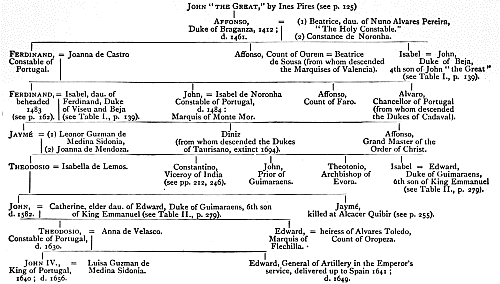 JOHN "THE GREAT," by Ines Pires (see p. 125)
AFFONSO, Duke of Braganza, 1412; d. 1461. = (1) Beatrice, dau. of Nuno Alvares Pereira, "The Holy Constable." (2) Constance de Noronha.
FERDINAND, Constable of Portugal. = Joanna de Castro
Affonso, Count of Ourem = Beatrice de Sousa (from whom descended the Marquises of Valencia).
Isabel = John, Duke of Beja, 4th son of John "the Great" (see Table I., p. 139).
FERDINAND, beheaded 1483 (see p. 162). = Isabel, dau. of Ferdinand, Duke of Viseu and Beja (see Table I., p. 139).
John, Constable of Portugal, d. 1484; Marquis of Monte Mor. = Isabel de Noronha
Affonso, Count of Faro.
Alvaro, Chancellor of Portugal (from whom descended the Dukes of Cadaval).
JAYMÉ = (1) Leonor Guzman de Medina Sidonia, (2) Joanna de Mendoza.
Diniz (from whom descended the Dukes of Taurisano, extinct 1694).
Affonso, Grand Master of the Order of Christ.
THEODOSIO = Isabella de Lemos.
Constantino, Viceroy of India (see pp. 212, 246).
John, Prior of Guimaraens.
Theotonio, Archbishop of Evora.
Isabel = Edward, Duke of Guimaraens, 6th son of King Emmanuel (see Table II., p. 279).
JOHN, d. 1582. = Catherine, elder dau. of Edward, Duke of Guimaraens, 6th son of King Emmanuel (see Table II., p. 279).
Jaymé, killed at Alcacer Quibir (see p. 255).
THEODOSIO, Constable of Portugal, d. 1630. = Anna de Velasco.
Edward, Marquis of Flechilla. = heiress of Alvares Toledo, Count of Oropeza.
JOHN IV., King of Portugal, 1640; d. 1656. = Luisa Guzman de Medina Sidonia.
Edward, General of Artillery in the Emperor's service, delivered up to Spain 1641; d. 1649.